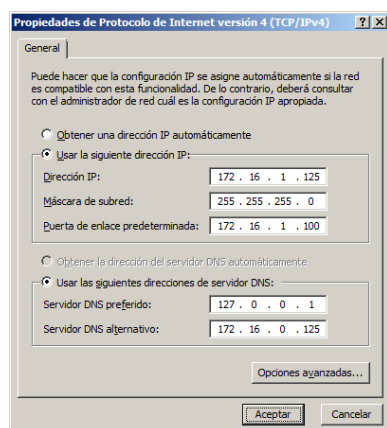 Propiedades de Protocolo de Internet versión 4 (TCP/IPv4)
General
Puede hacer que la configuración IP se asigne automáticamente si la red
es compatible con esta funcionalidad. De lo contrario, deberá consultar
con el administrador de red cuál es la configuración IP apropiada.
Obtener una dirección IP automáticamente
Usar la siguiente dirección IP:
Dirección IP: 172 . 16 . 1 . 125
Máscara de subred: 255 . 255 . 255 . 0
Puerta de enlace predeterminada: 172 . 16 . 1 . 100
Obtener la dirección del servidor DNS automáticamente
Usar las siguientes direcciones de servidor DNS:
Servidor DNS preferido: 127 . 0 . 0 . 1
Servidor DNS alternativo: 172 . 16 . 0 . 125
Opciones avanzadas...
Aceptar Cancelar